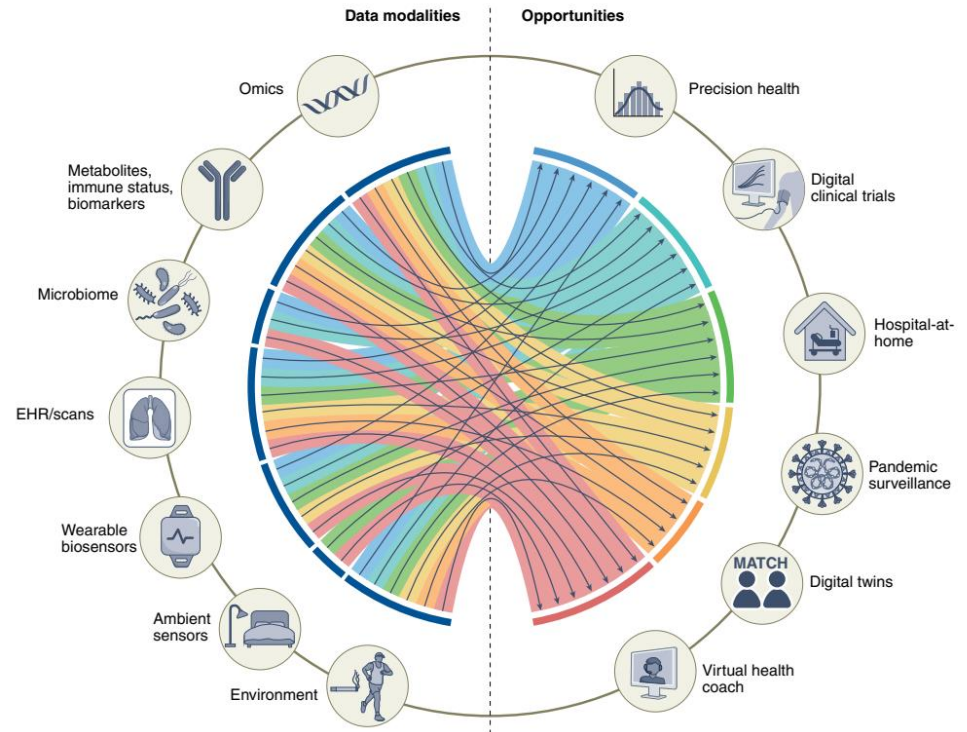 Data modalities
Opportunities
Omics
Metabolites,
immune status,
biomarkers
Microbiome
EHR/scans
Wearable
biosensors
Ambient
sensors
Environment
Precision health
Digital
clinical trials
Hospital-at-
home
Pandemic
surveillance
MATCH
Digital twins
Virtual health
coach